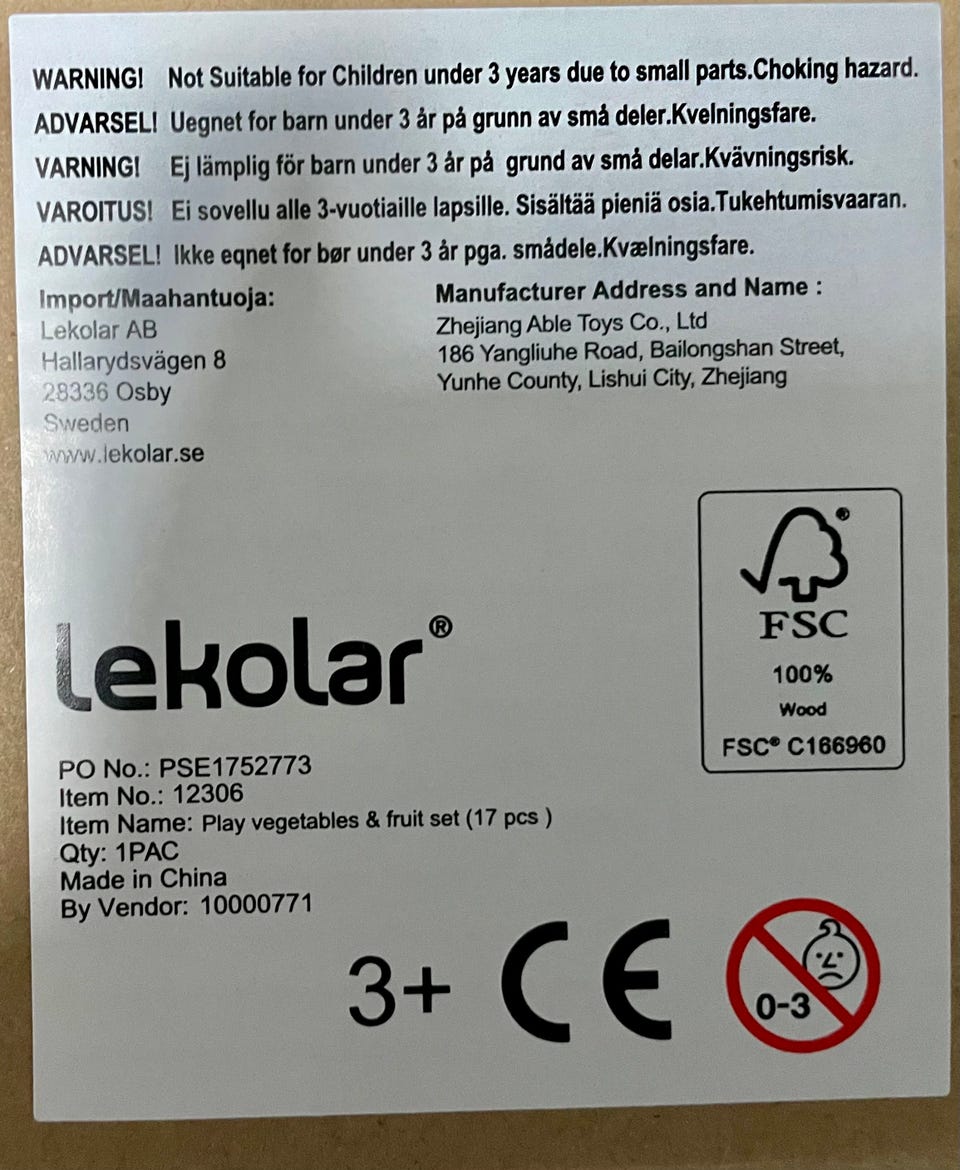 WARNING! Not Suitable for Children under 3 years due to small parts.Choking hazard.
ADVARSEL! Uegnet for barn under 3 år på grunn av små deler.Kvelningsfare.
VARNING! Ej lämplig för barn under 3 år på grund av små delar.Kvävningsrisk.
VAROITUS! Ei sovellu alle 3-vuotiaille lapsille. Sisältää pieniä osia.Tukehtumisvaaran.
ADVARSEL! Ikke eqnet for bør under 3 år pga. smådele.Kvælningsfare.
Import/Maahantuoja:
Lekolar AB
Hallarydsvägen 8
28336 Osby
Sweden
www.lekolar.se
Manufacturer Address and Name :
Zhejiang Able Toys Co., Ltd
186 Yangliuhe Road, Bailongshan Street,
Yunhe County, Lishui City, Zhejiang
®
FSC
100%
Wood
FSC® C166960
lekolar®
PO No.: PSE1752773
Item No.: 12306
Item Name: Play vegetables & fruit set (17 pcs )
Qty: 1PAC
Made in China
By Vendor: 10000771
3+ CE 0-3